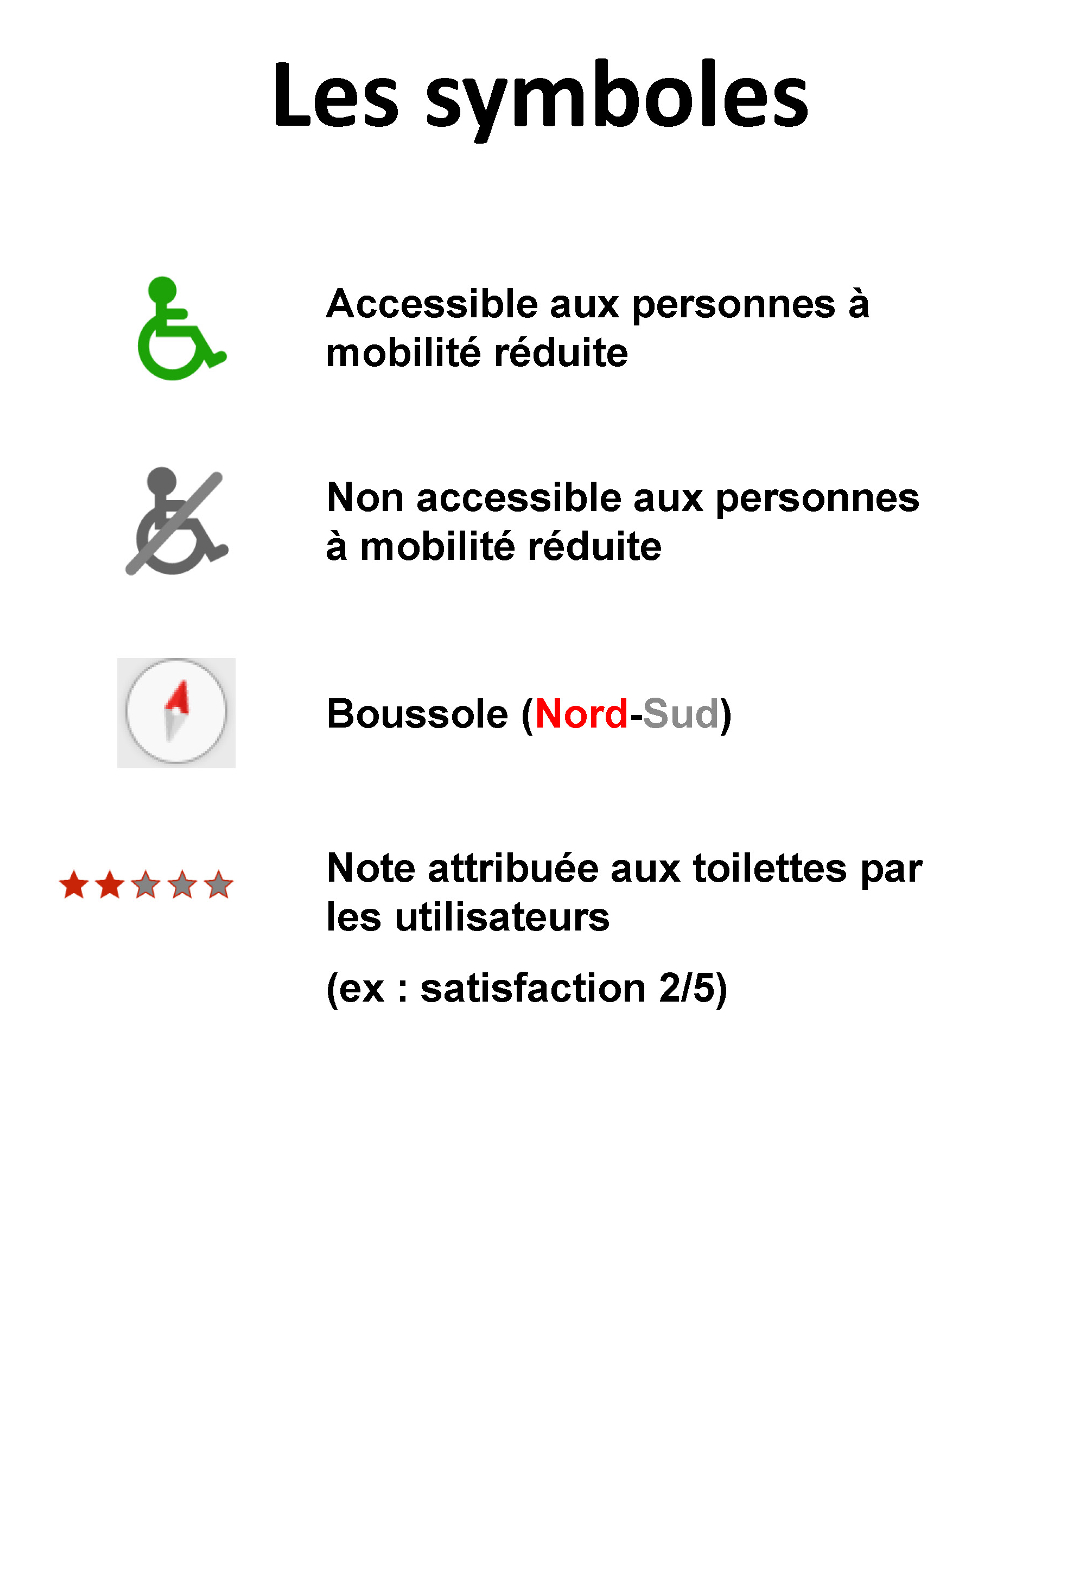 Les symboles
Accessible aux personnes à
mobilité réduite
Non accessible aux personnes
à mobilité réduite
Boussole (Nord-Sud)
Note attribuée aux toilettes par
les utilisateurs
(ex : satisfaction 2/5)